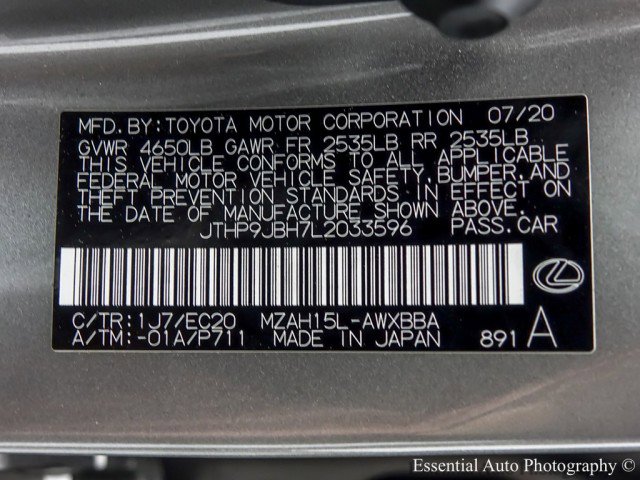 MFD.BY:TOYOTA MOTOR CORPORATION 07/20
GVWR 4650LB GAWR FR 2535LB RR 2535LB
THIS VEHICLE CONFORMS TO ALL APPLICABLE
FEDERAL MOTOR VEHICLE SAFETY,BUMPER,AND
THEFT PREVENTION STANDARDS IN EFFECT ON
THE DATE OF MANUFACTURE SHOWN ABOVE.
JTHP9JBH7L2033596 PASS.CAR
C/TR:1J7/EC20 MZAH15L-AWXBBA
A/TM:-01A/P711 MADE IN JAPAN 891A
Essential Auto Photography ©